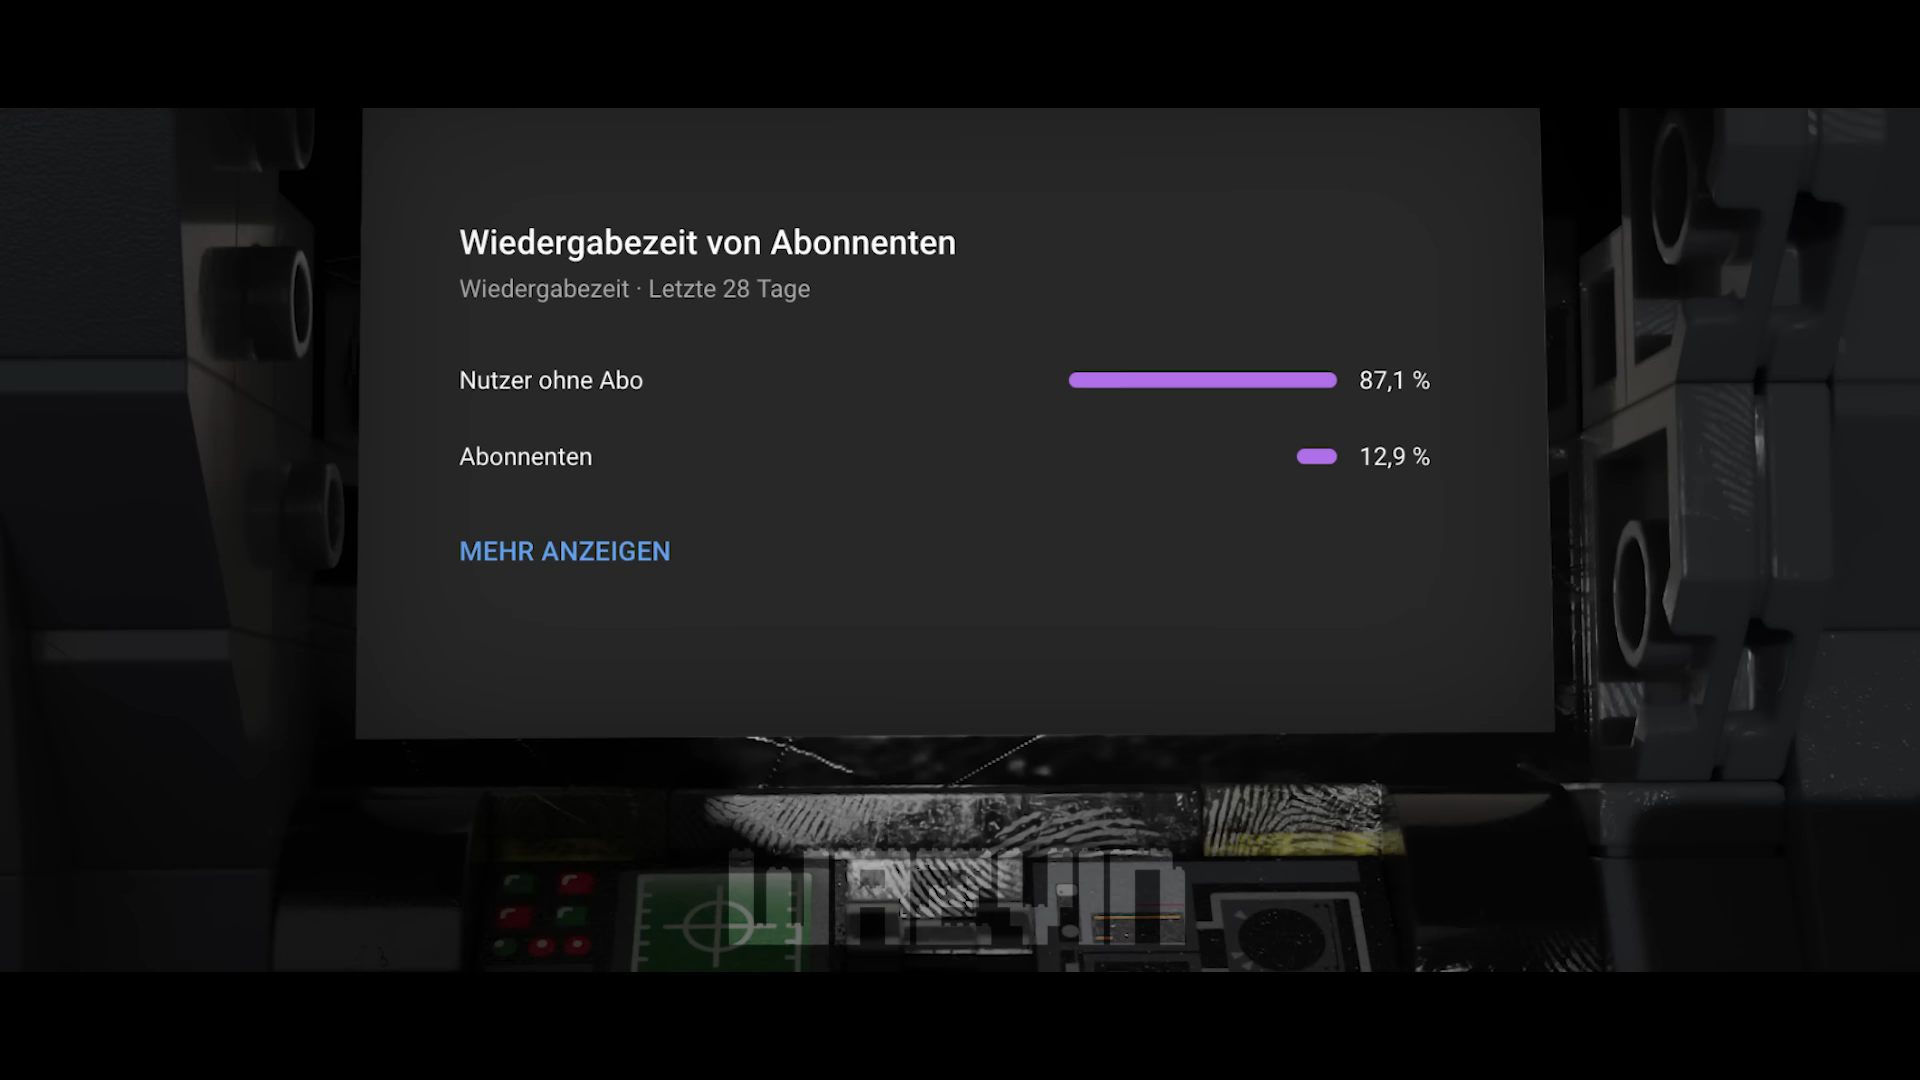 Wiedergabezeit von Abonnenten
Wiedergabezeit · Letzte 28 Tage
Nutzer ohne Abo 87,1 %
Abonnenten 12,9 %
MEHR ANZEIGEN